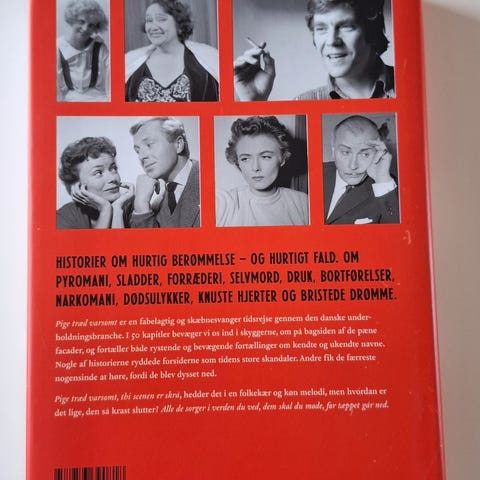 HISTORIER OM HURTIG BERØMMELSE – OG HURTIGT FALD. OM
PYROMANI, SLADDER, FORRÆDERI, SELVMORD, DRUK, BORTFØRELSER,
NARKOMANI, DØDSULYKKER, KNUSTE HJERTER OG BRISTEDE DRØMME.
Pige træd varsomt er en fabelagtig og skæbnesvanger tidsrejse gennem den danske under-
holdningsbranche. I 50 kapitler bevæger vi os ind i skyggerne, om på bagsiden af de pæne
facader, og fortæller både rystende og bevægende fortællinger om kendte og ukendte navne.
Nogle af historierne ryddede forsiderne som tidens store skandaler. Andre fik de færreste
nogensinde at høre, fordi de blev dysset ned.
Pige træd varsomt, thi scenen er skrå, hedder det i en folkekær og køn melodi, men hvordan er
det lige, den så krast slutter? Alle de sorger i verden du ved, dem skal du møde, før tæppet går ned.